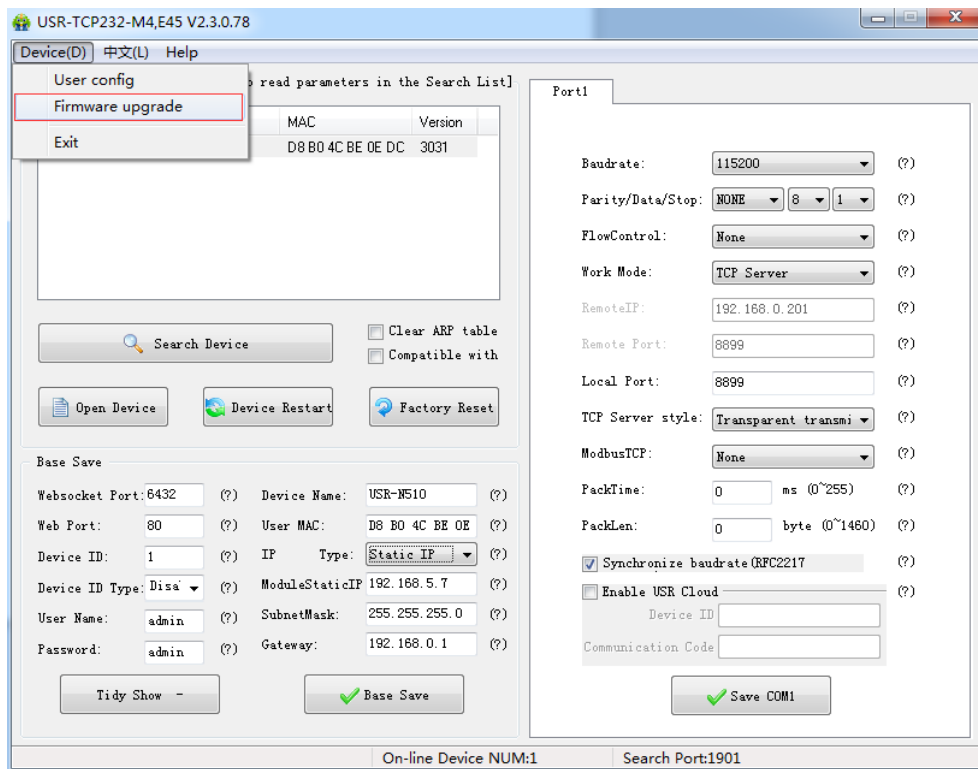 USR-TCP232-M4,E45 V2.3.0.78
Device(D) 中文(L) Help
User config
Firmware upgrade
Exit
read parameters in the Search List]
MAC Version
D8 B0 4C BE 0E DC 3031
Search Device
Clear ARP table
Compatible with
Open Device
Device Restart
Factory Reset
Base Save
Websocket Port: 6432 (?) Device Name: USR-N510 (?)
Web Port: 80 (?) User MAC: D8 B0 4C BE 0E (?)
Device ID: 1 (?) IP Type: Static IP (?)
Device ID Type: Disa (?) ModuleStaticIP 192.168.5.7 (?)
User Name: admin (?) SubnetMask: 255.255.255.0 (?)
Password: admin (?) Gateway: 192.168.0.1 (?)
Tidy Show -
Base Save
Port1
Baudrate: 115200 (?)
Parity/Data/Stop: NONE 8 1 (?)
FlowControl: None (?)
Work Mode: TCP Server (?)
RemoteIP: 192.168.0.201 (?)
Remote Port: 8899 (?)
Local Port: 8899 (?)
TCP Server style: Transparent transmi (?)
ModbusTCP: None (?)
PackTime: 0 ms (0~255) (?)
PackLen: 0 byte (0~1460) (?)
Synchronize baudrate(RFC2217 (?)
Enable USR Cloud (?)
Device ID
Communication Code
Save COM1
On-line Device NUM:1 Search Port:1901